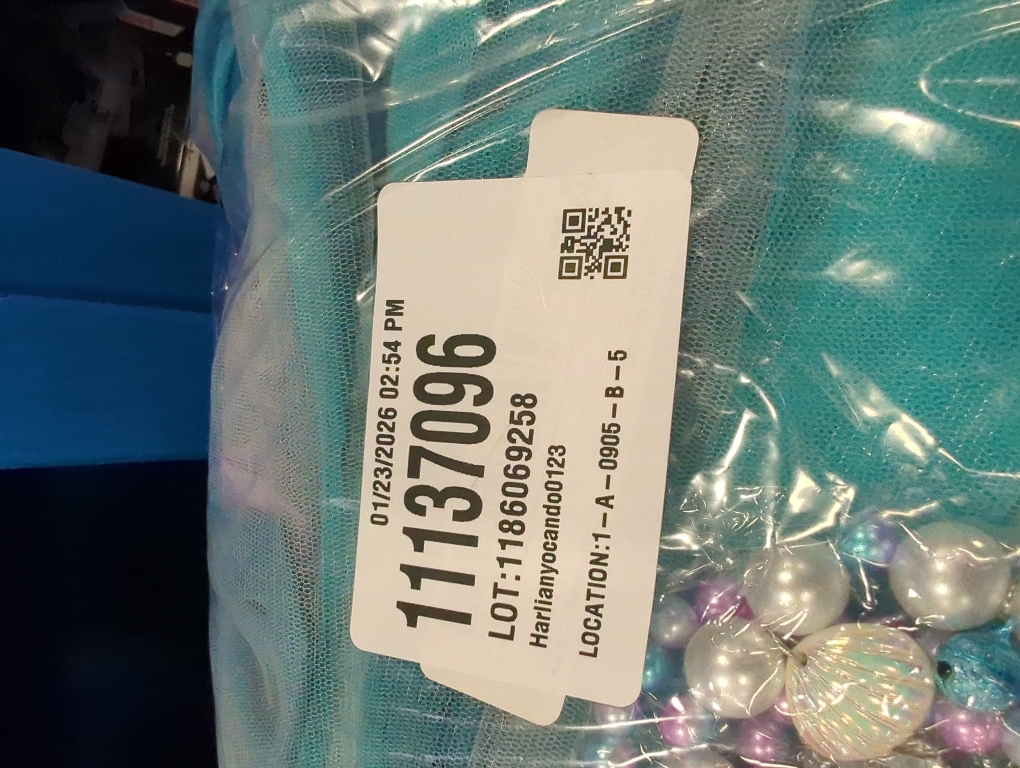 01/23/2026 02:54 PM
11137096
LOT:1186069258
Harlianyocando0123
LOCATION:1-A-0905-B-5